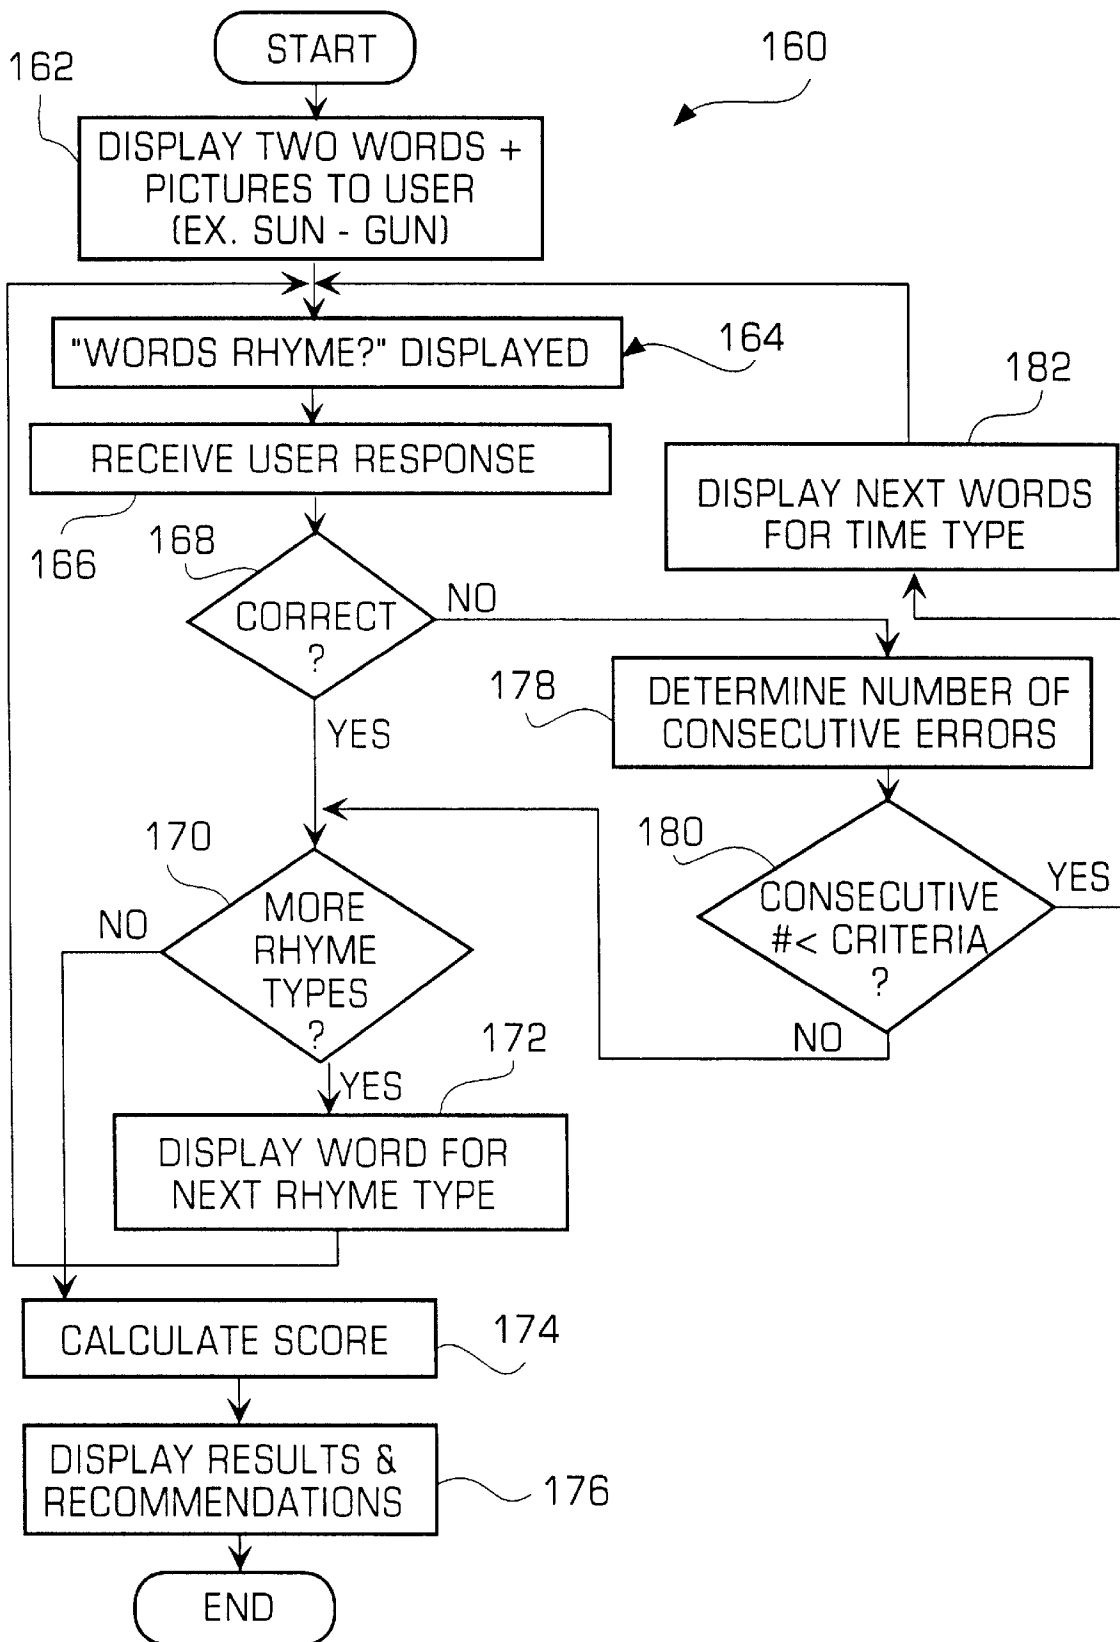 START
160
162
DISPLAY TWO WORDS +
PICTURES TO USER
(EX. SUN - GUN)
"WORDS RHYME?" DISPLAYED
164
182
RECEIVE USER RESPONSE
DISPLAY NEXT WORDS
FOR TIME TYPE
166
168
CORRECT
?
NO
YES
178
DETERMINE NUMBER OF
CONSECUTIVE ERRORS
180
CONSECUTIVE
#< CRITERIA
?
YES
NO
170
MORE
RHYME
TYPES
?
NO
YES
172
DISPLAY WORD FOR
NEXT RHYME TYPE
CALCULATE SCORE
174
DISPLAY RESULTS &
RECOMMENDATIONS
176
END